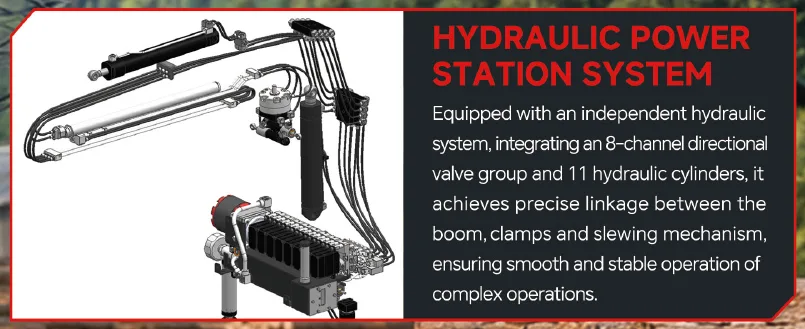 HYDRAULIC POWER
STATION SYSTEM
Equipped with an independent hydraulic
system, integrating an 8-channel directional
valve group and 11 hydraulic cylinders, it
achieves precise linkage between the
boom, clamps and slewing mechanism,
ensuring smooth and stable operation of
complex operations.